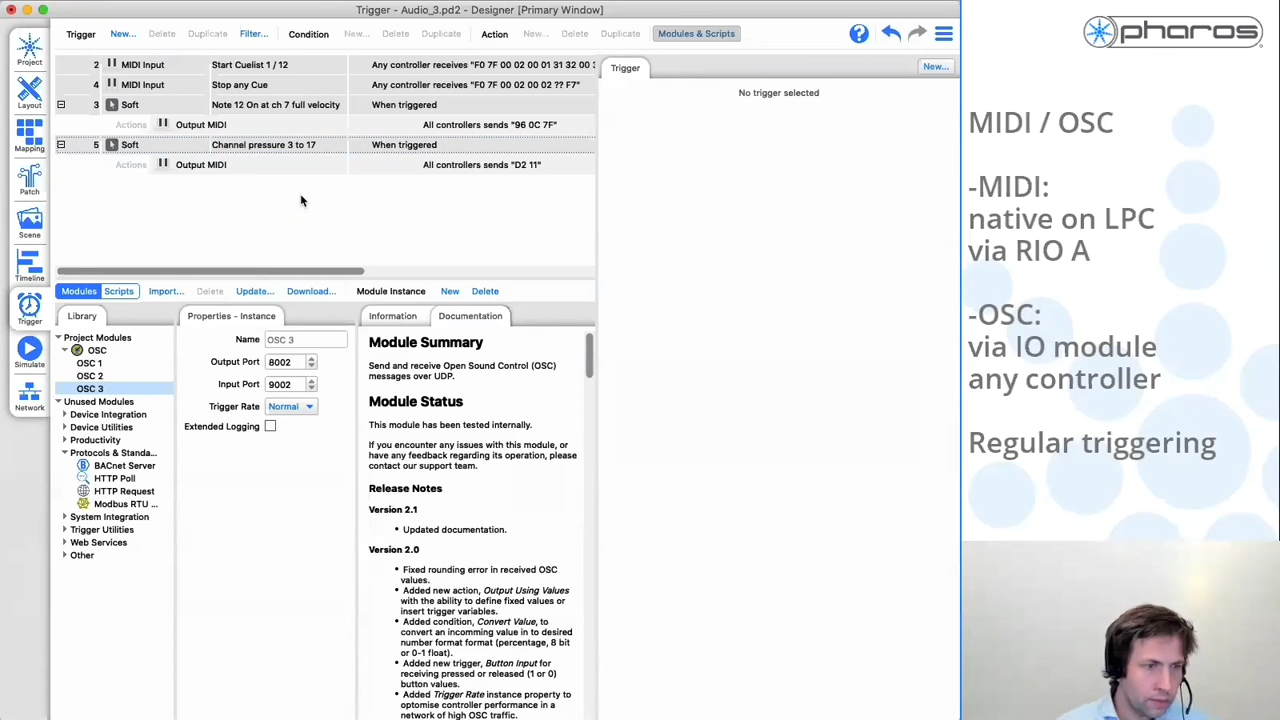 Trigger - Audio_3.pd2 - Designer [Primary Window]
Trigger New... Delete Duplicate Filter... Condition New... Delete Duplicate Action New... Delete Duplicate Modules & Scripts
Project
Layout
Mapping
Patch
Scene
Timeline
Trigger
Simulate
Network
2 MIDI Input Start Cuelist 1 / 12 Any controller receives "F0 7F 00 02 00 01 31 32 00 3
4 MIDI Input Stop any Cue Any controller receives "F0 7F 00 02 00 02 ?? F7"
3 Soft Note 12 On at ch 7 full velocity When triggered
Actions Output MIDI All controllers sends "96 0C 7F"
5 Soft Channel pressure 3 to 17 When triggered
Actions Output MIDI All controllers sends "D2 11"
Trigger New...
No trigger selected
Modules Scripts Import... Delete Update... Download... Module Instance New Delete
Library
Project Modules
OSC
OSC 1
OSC 2
OSC 3
Unused Modules
Device Integration
Device Utilities
Productivity
Protocols & Standa...
BACnet Server
HTTP Poll
HTTP Request
Modbus RTU ...
System Integration
Trigger Utilities
Web Services
Other
Properties - Instance
Name OSC 3
Output Port 8002
Input Port 9002
Trigger Rate Normal
Extended Logging
Information Documentation
Module Summary
Send and receive Open Sound Control (OSC)
messages over UDP.
Module Status
This module has been tested internally.
If you encounter any issues with this module, or
have any feedback regarding its operation, please
contact our support team.
Release Notes
Version 2.1
• Updated documentation.
Version 2.0
• Fixed rounding error in received OSC
values.
• Added new action, Output Using Values
with the ability to define fixed values or
insert trigger variables.
• Added condition, Convert Value, to
convert an incomming value in to desired
number format format (percentage, 8 bit
or 0-1 float).
• Added new trigger, Button Input for
receiving pressed or released (1 or 0)
button values.
• Added Trigger Rate instance property to
optomise controller performance in a
network of high OSC traffic.
pharos
MIDI / OSC
-MIDI:
native on LPC
via RIO A
-OSC:
via IO module
any controller
Regular triggering